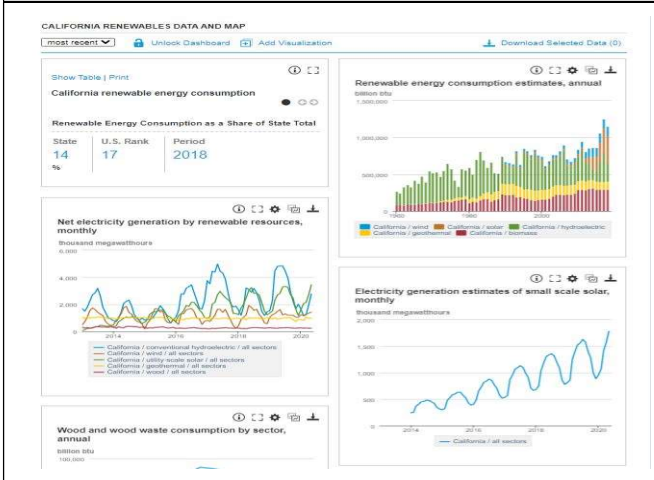 CALIFORNIA RENEWABLES DATA AND MAP
most recent
Unlock Dashboard
Add Visualization
Download Selected Data (0)
Show Table | Print
California renewable energy consumption
Renewable Energy Consumption as a Share of State Total
State
U.S. Rank
Period
14
17
2018
%
Net electricity generation by renewable resources,
monthly
thousand megawatthours
6,000
4,000
2,000
0
2014
2016
2018
2020
California / conventional hydroelectric / all sectors
California / wind / all sectors
California / utility-scale solar / all sectors
California / geothermal / all sectors
California / wood / all sectors
Wood and wood waste consumption by sector,
annual
billion btu
100,000
Renewable energy consumption estimates, annual
billion btu
1,500,000
1,000,000
500,000
0
1960
1980
2000
California / wind
California / solar
California / hydroelectric
California / geothermal
California / biomass
Electricity generation estimates of small scale solar,
monthly
thousand megawatthours
2,000
1,500
1,000
500
0
2014
2016
2018
2020
California / all sectors